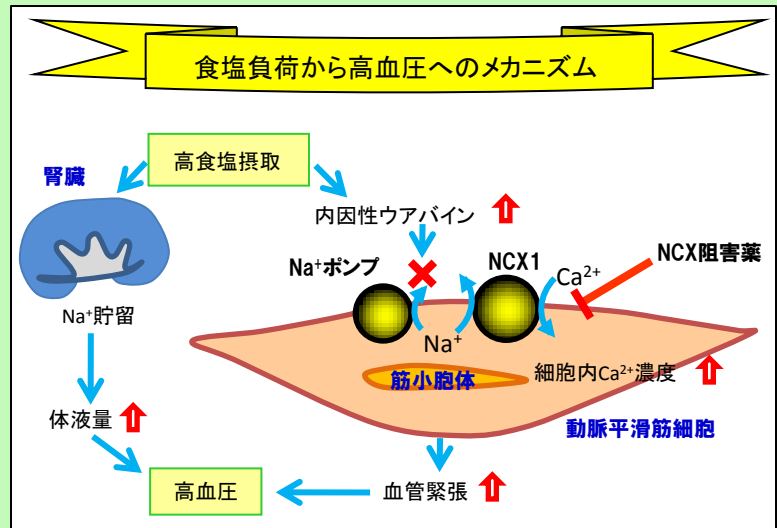 食塩負荷から高血圧へのメカニズム
高食塩摂取
腎臓
内因性ウアバイン
Na⁺ポンプ
NCX1
Ca²⁺
NCX阻害薬
Na⁺貯留
Na⁺
筋小胞体
細胞内Ca²⁺濃度
体液量
動脈平滑筋細胞
高血圧
血管緊張